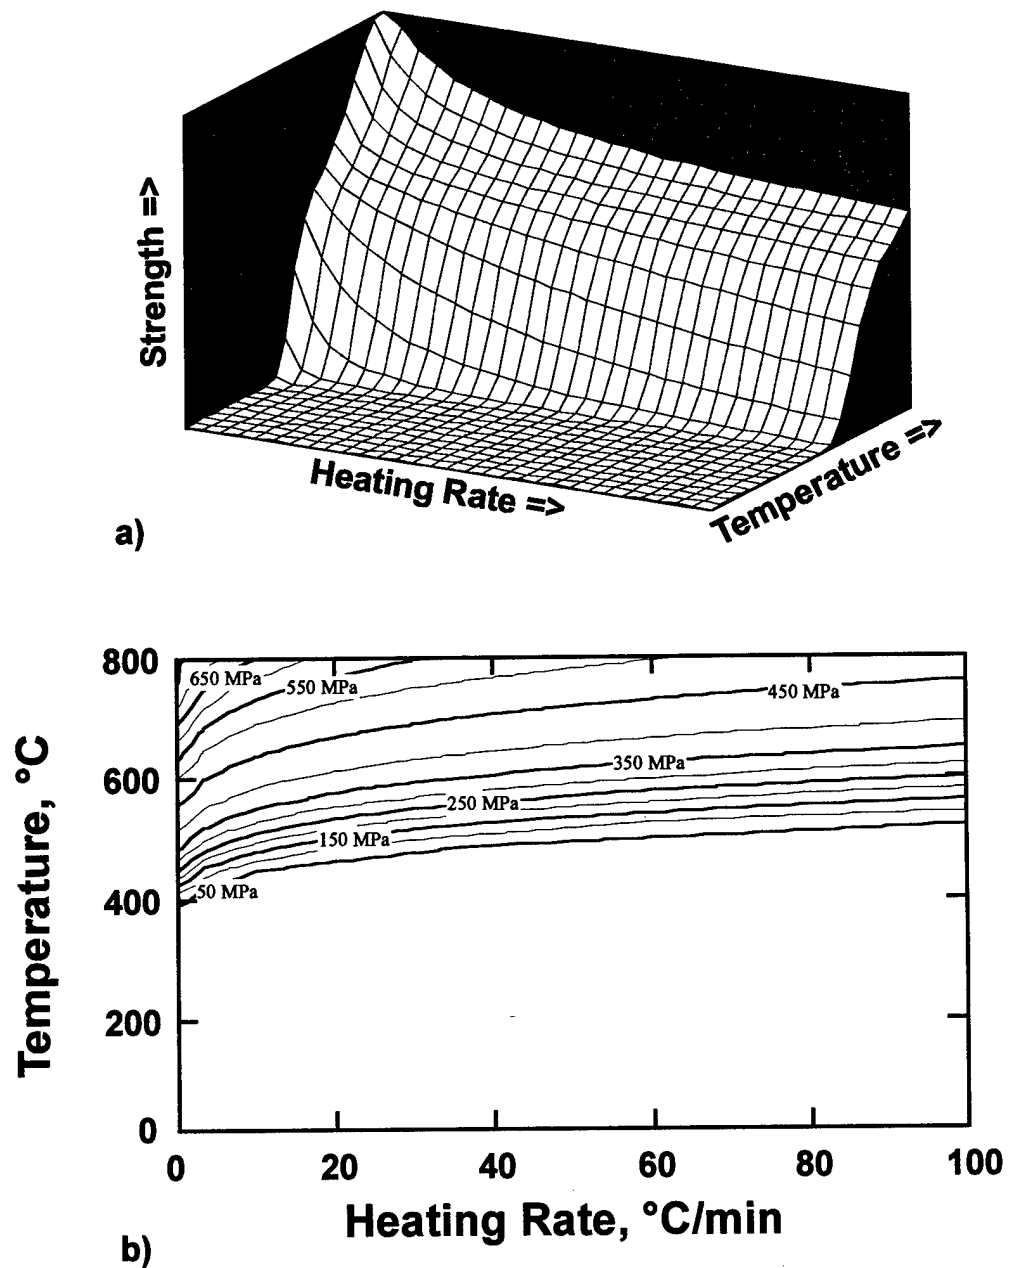 Strength =>
Heating Rate =>
Temperature =>
a)
800
600
400
200
0
Temperature, °C
650 MPa
550 MPa
450 MPa
350 MPa
250 MPa
150 MPa
50 MPa
0 20 40 60 80 100
Heating Rate, °C/min
b)